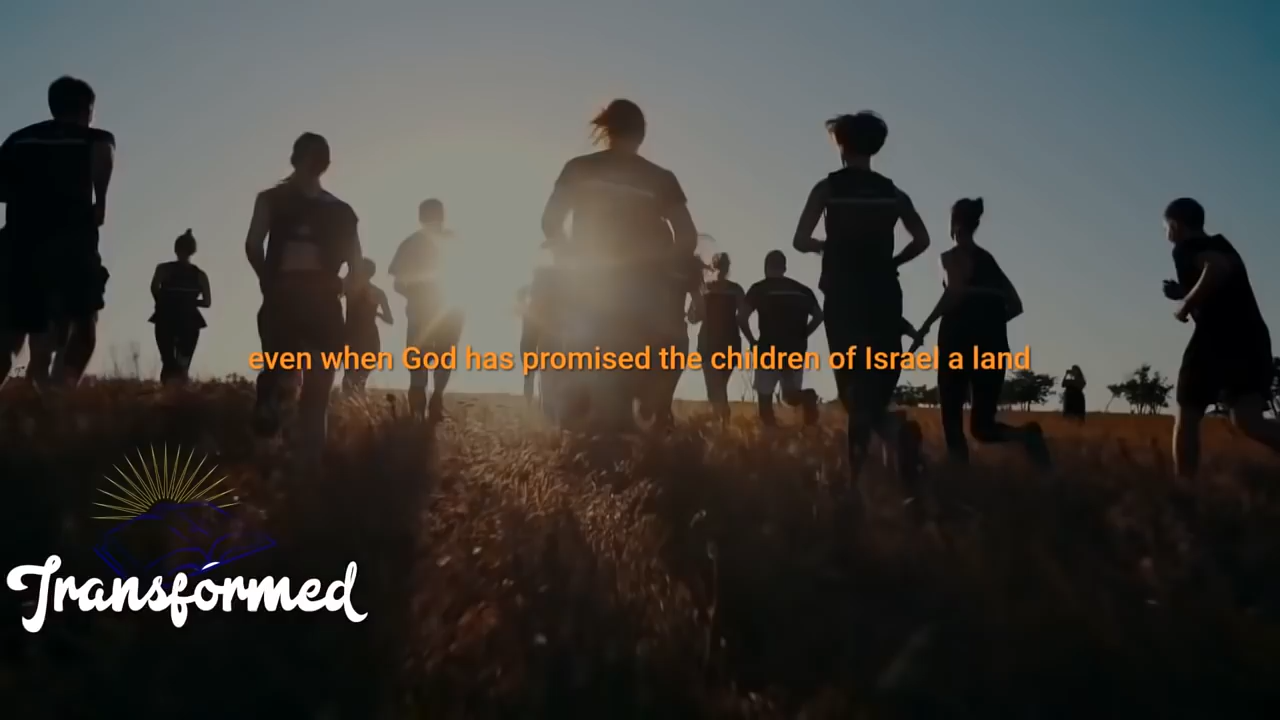 even when God has promised the children of Israel a land
Transformed